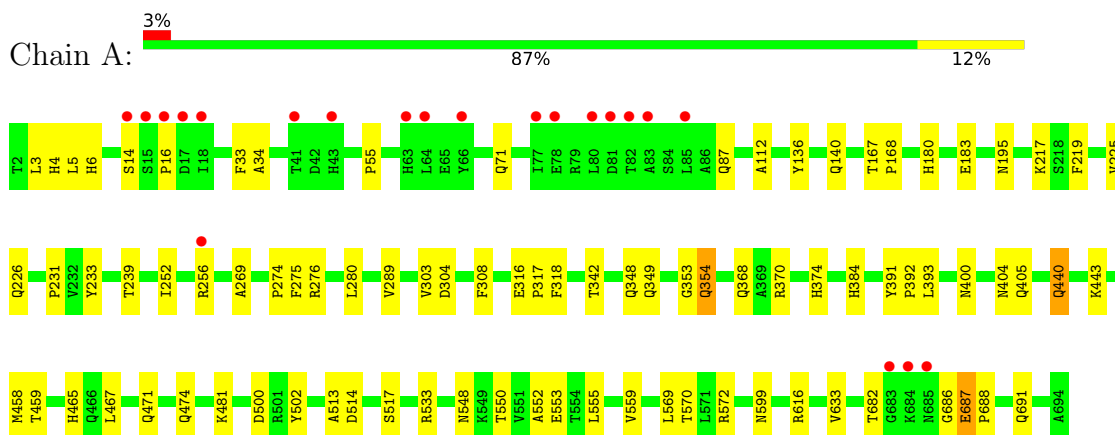 3%
Chain A:
87% 12%
T2 L3 H4 L5 H6 S14 S15 P16 D17 I18 F33 A34 T41 D42 H43 P55 H63 L64 E65 Y66 Q71 I77 E78 R79 L80 D81 T82 A83 S84 L85 A86 Q87 A112 Y136 Q140 T167 P168 H180 E183 N195 K217 S218 F219
Q226 P231 V232 Y233 T239 I252 R256 A269 P274 F275 R276 L280 V289 V303 D304 F308 E316 P317 F318 T342 Q348 Q349 G353 Q354 Q368 A369 R370 H374 H384 Y391 P392 L393 N400 N404 Q405 Q440 K443
M458 T459 H465 Q466 L467 Q471 Q474 K481 D500 R501 Y502 A513 D514 S517 R533 N548 K549 T550 V551 A552 E553 T554 L555 V559 L569 T570 L571 R572 N599 R616 V633 T682 G683 K684 N685 G686 E687 P688 Q691 A694